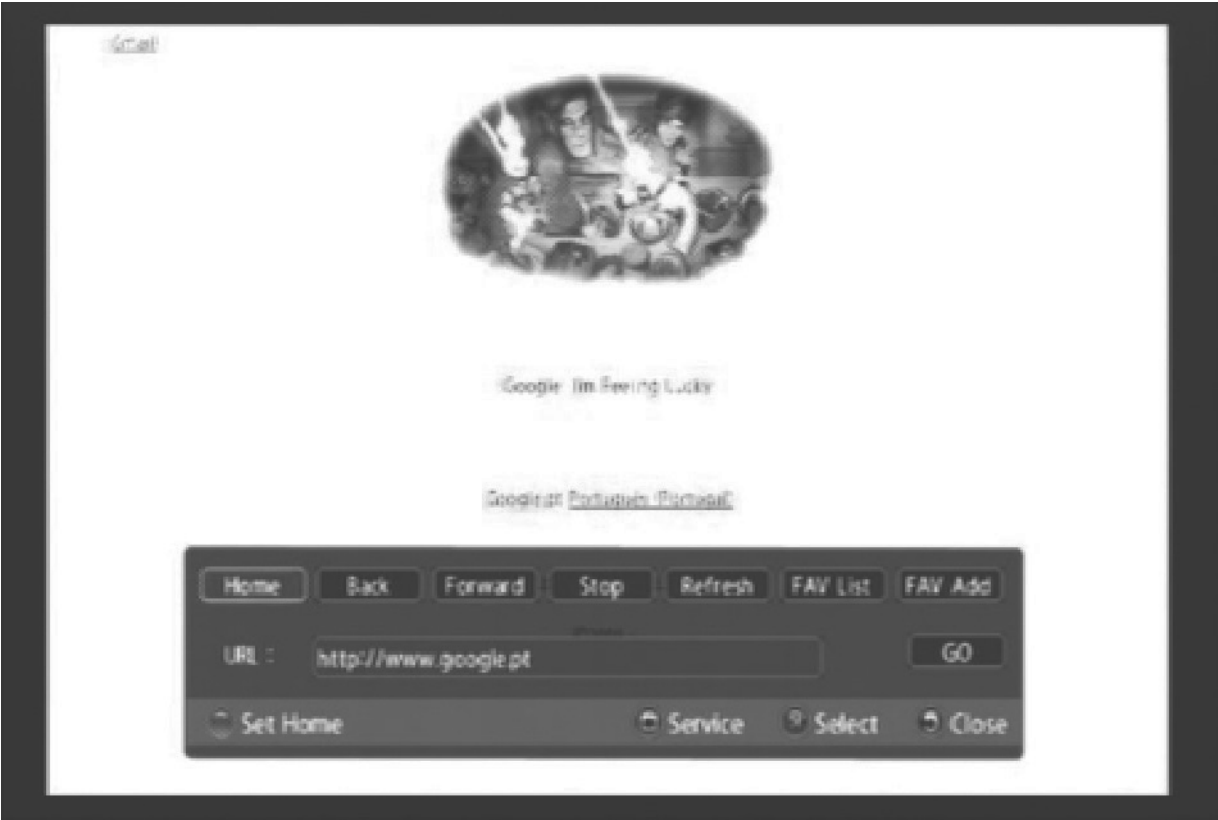 Gmail
Google I'm Feeling Lucky
Google.pt Português (Portugal)
Home Back Forward Stop Refresh FAV List FAV Add
URL : http://www.google.pt GO
Set Home Service Select Close